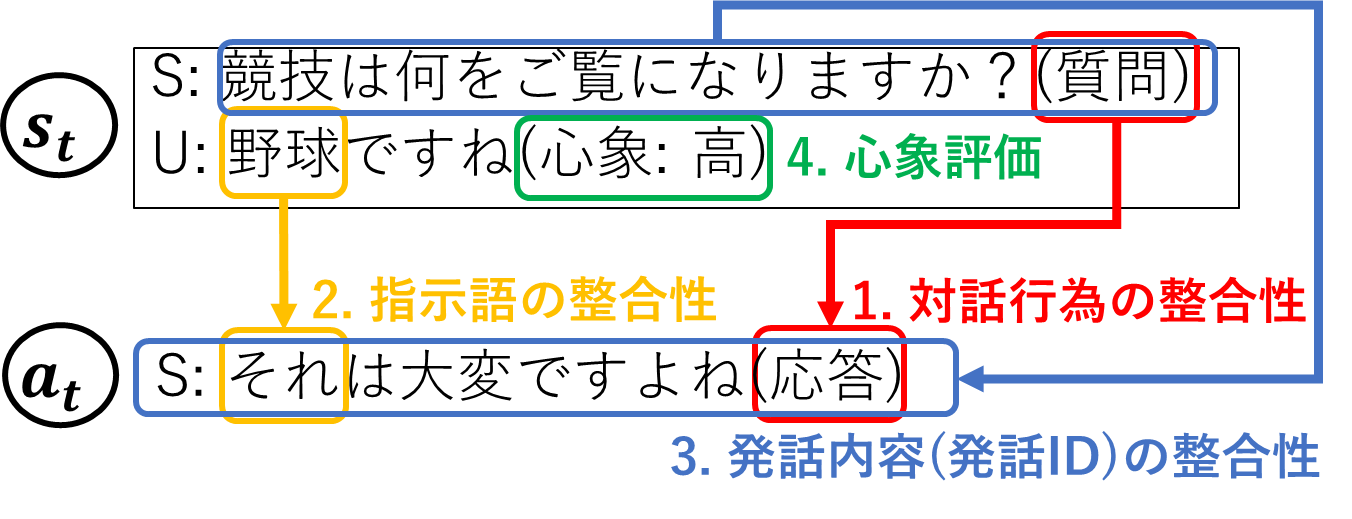 s_t
S: 競技は何をご覧になりますか？(質問)
U: 野球ですね(心象: 高) 4. 心象評価
2. 指示語の整合性
1. 対話行為の整合性
a_t
S: それは大変ですよね(応答)
3. 発話内容(発話ID)の整合性